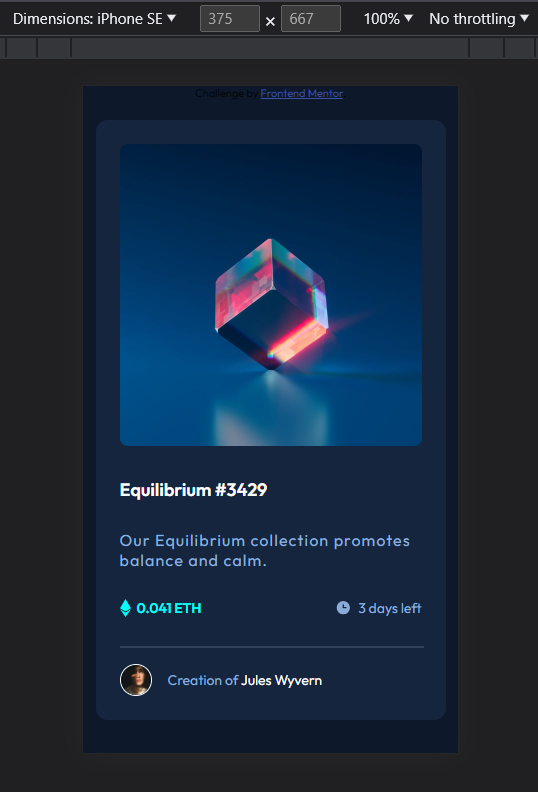 Dimensions: iPhone SE ▼ 375 × 667 100% ▼ No throttling ▼
Challenge by Frontend Mentor
Equilibrium #3429
Our Equilibrium collection promotes
balance and calm.
0.041 ETH 3 days left
Creation of Jules Wyvern